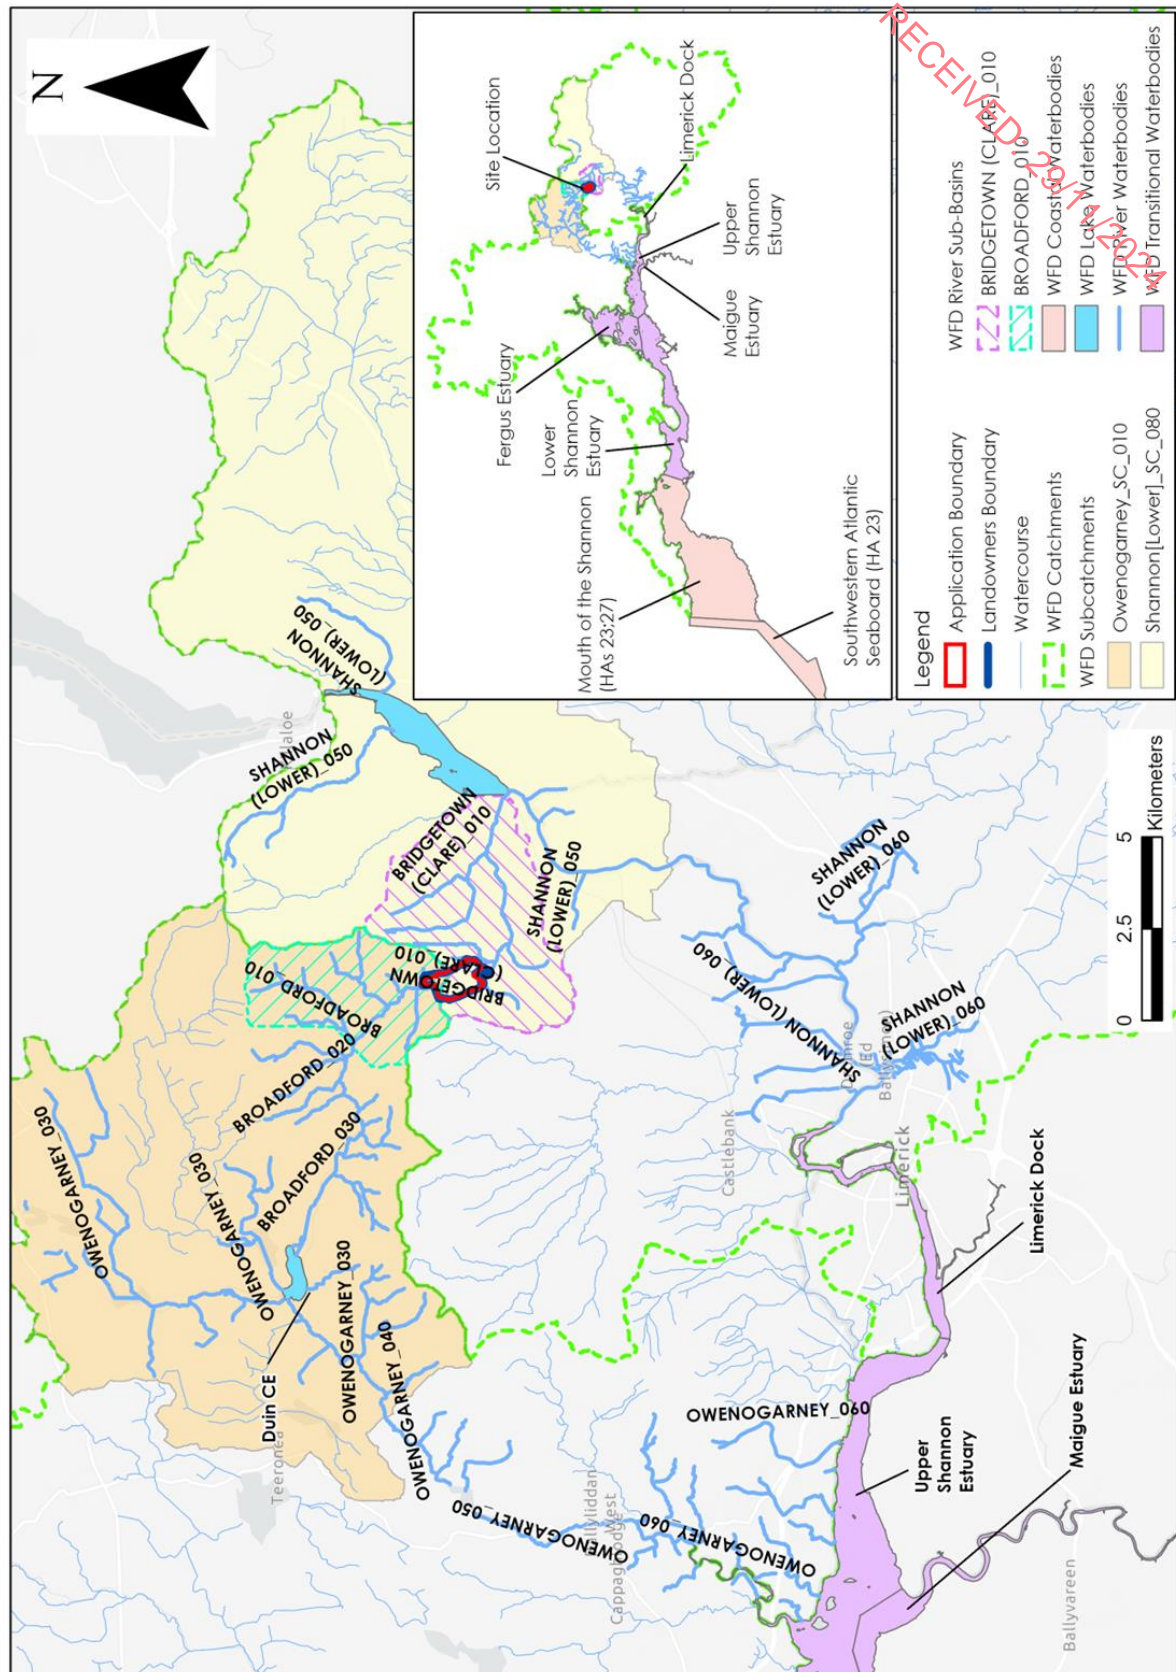 N
OWENOGARNEY_030
OWENOGARNEY_030
BROADFORD_020
BROADFORD_030
BROADFORD_010
Duin CE
OWENOGARNEY_030
OWENOGARNEY_040
OWENOGARNEY_050
OWENOGARNEY_060
OWENOGARNEY_060
Teeronea
SHANNON
(LOWER)_050
SHANNON
(LOWER)_050
BRIDGETOWN
(CLARE)_010
BRIDGETOWN
(CLARE)_010
SHANNON
(LOWER)_050
SHANNON (LOWER)_060
SHANNON
(LOWER)_060
SHANNON
(LOWER)_060
Castlebank
Limerick
Limerick Dock
Upper
Shannon
Estuary
Maigue Estuary
Ballyvareen
0 2.5 5
Kilometers
Site Location
Limerick Dock
Upper
Shannon
Estuary
Maigue
Estuary
Fergus Estuary
Lower
Shannon
Estuary
Mouth of the Shannon
(HAs 23;27)
Southwestern Atlantic
Seaboard (HA 23)
Legend
Application Boundary
Landowners Boundary
Watercourse
WFD Catchments
WFD Subcatchments
Owenogarney_SC_010
Shannon[Lower]_SC_080
WFD River Sub-Basins
BRIDGETOWN (CLARE)_010
BROADFORD_010
WFD Coastal Waterbodies
WFD Lake Waterbodies
WFD River Waterbodies
WFD Transitional Waterbodies
RECEIVED: 29/11/2024